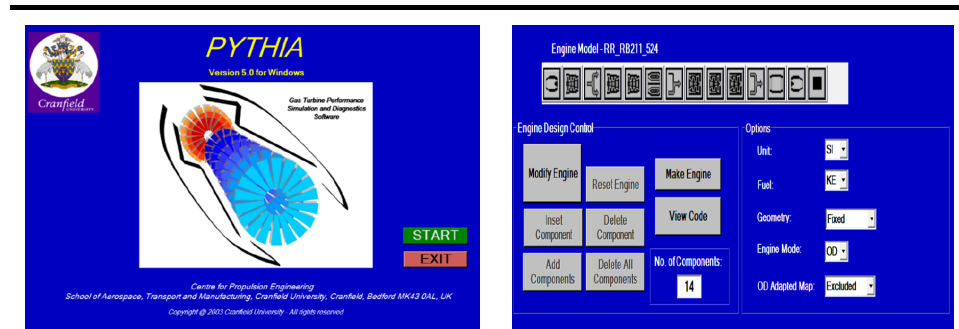 PYTHIA
Version 5.0 for Windows
Cranfield
UNIVERSITY
Gas Turbine Performance
Simulation and Diagnostics
Software
START
EXIT
Centre for Propulsion Engineering
School of Aerospace, Transport and Manufacturing, Cranfield University, Cranfield, Bedford MK43 0AL, UK
Copyright @ 2003 Cranfield University - All rights reserved
Engine Model - RR_RB211_524
Engine Design Control
Modify Engine
Reset Engine
Make Engine
Inset
Component
Delete
Component
View Code
Add
Components
Delete All
Components
No. of Components:
14
Options
Unit:
SI
Fuel:
KE
Geometry:
Fixed
Engine Mode:
OD
OD Adapted Map:
Excluded